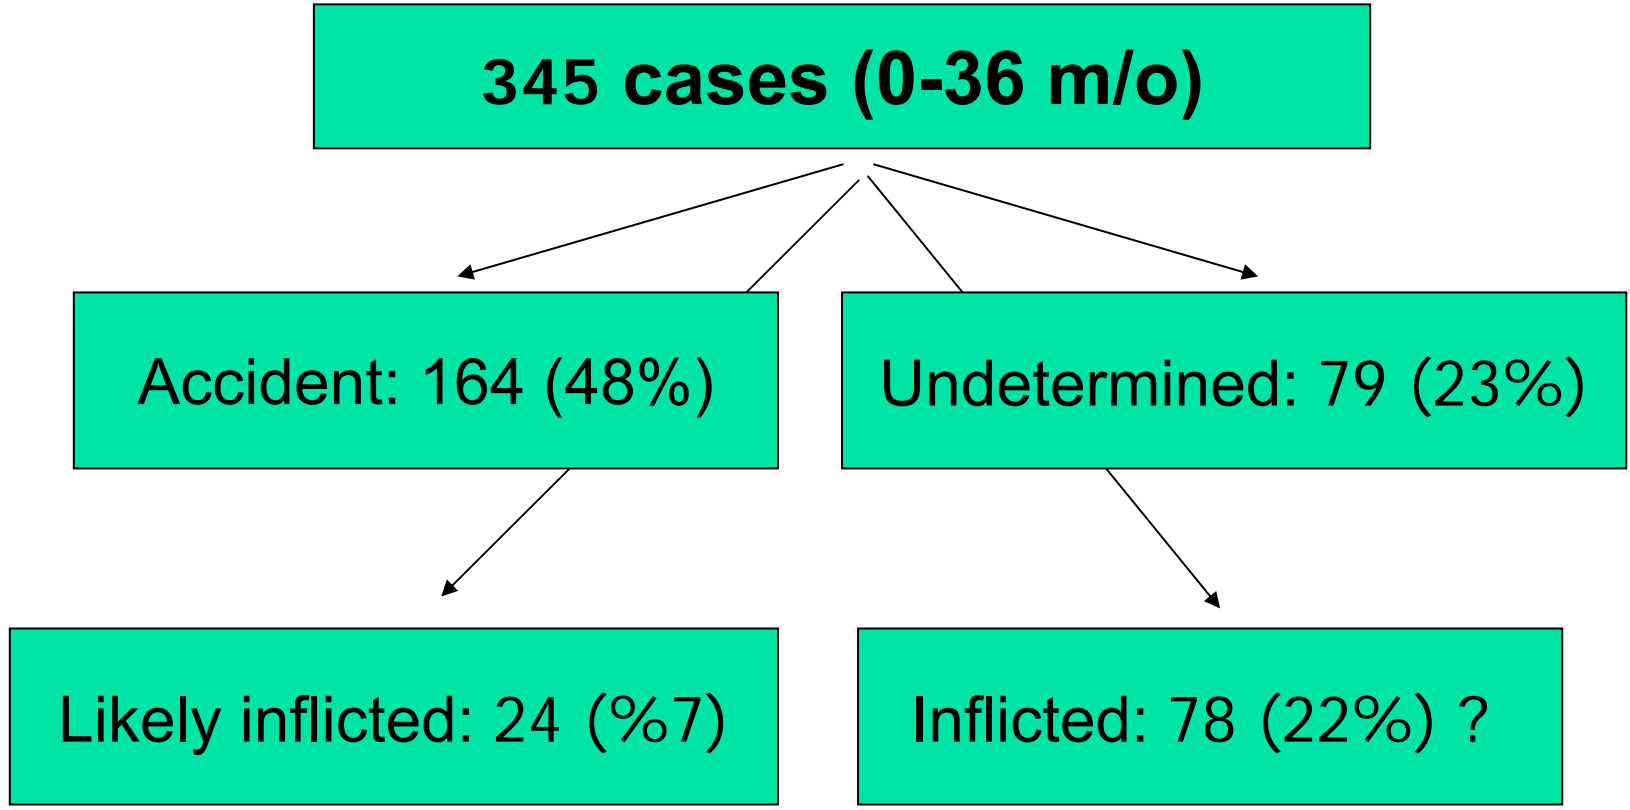 345 cases (0-36 m/o)
Accident: 164 (48%)
Undetermined: 79 (23%)
Likely inflicted: 24 (%7)
Inflicted: 78 (22%) ?